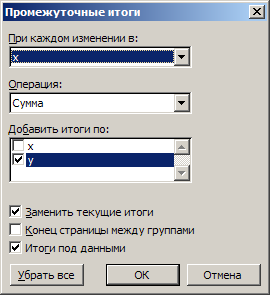 Промежуточные итоги
При каждом изменении в:
x
Операция:
Сумма
Добавить итоги по:
x
y
Заменить текущие итоги
Конец страницы между группами
Итоги под данными
Убрать все
ОК
Отмена